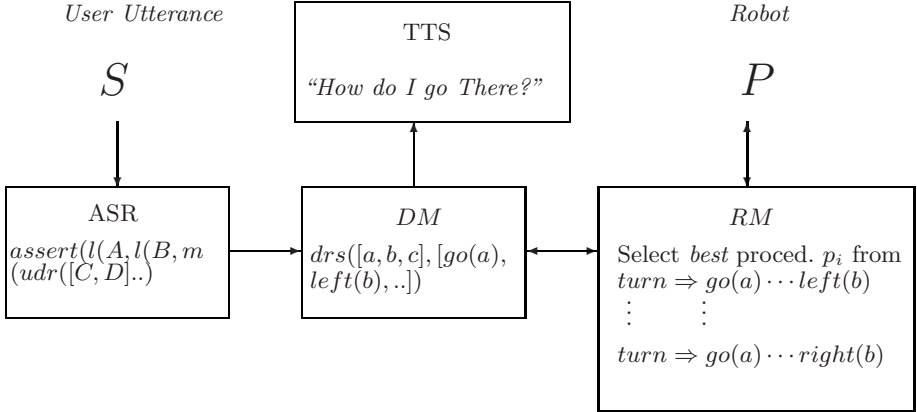 User Utterance
S
ASR
assert(l(A, l(B, m
(udr([C, D]..)
TTS
“How do I go There?”
DM
drs([a, b, c], [go(a),
left(b), ..])
Robot
P
RM
Select best proced. p_i from
turn ⇒ go(a) ⋯ left(b)
⋮ ⋮
turn ⇒ go(a) ⋯ right(b)